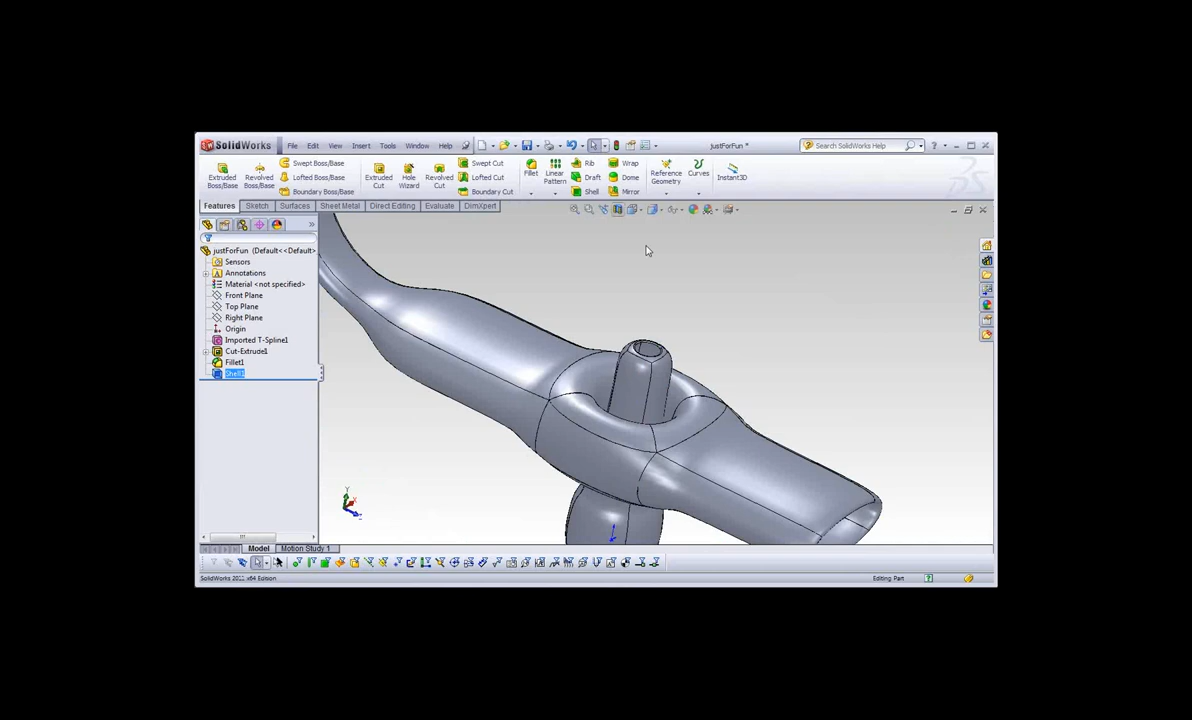 SolidWorks File Edit View Insert Tools Window Help justForFun * Search SolidWorks Help
Extruded Boss/Base
Revolved Boss/Base
Swept Boss/Base
Lofted Boss/Base
Boundary Boss/Base
Extruded Cut
Hole Wizard
Revolved Cut
Swept Cut
Lofted Cut
Boundary Cut
Fillet
Linear Pattern
Rib
Draft
Shell
Wrap
Dome
Mirror
Reference Geometry
Curves
Instant3D
Features Sketch Surfaces Sheet Metal Direct Editing Evaluate DimXpert
justForFun (Default<<Default>
Sensors
Annotations
Material <not specified>
Front Plane
Top Plane
Right Plane
Origin
Imported T-Spline1
Cut-Extrude1
Fillet1
Shell1
Y
X
Z
Model Motion Study 1
SolidWorks 2011 x64 Edition Editing Part